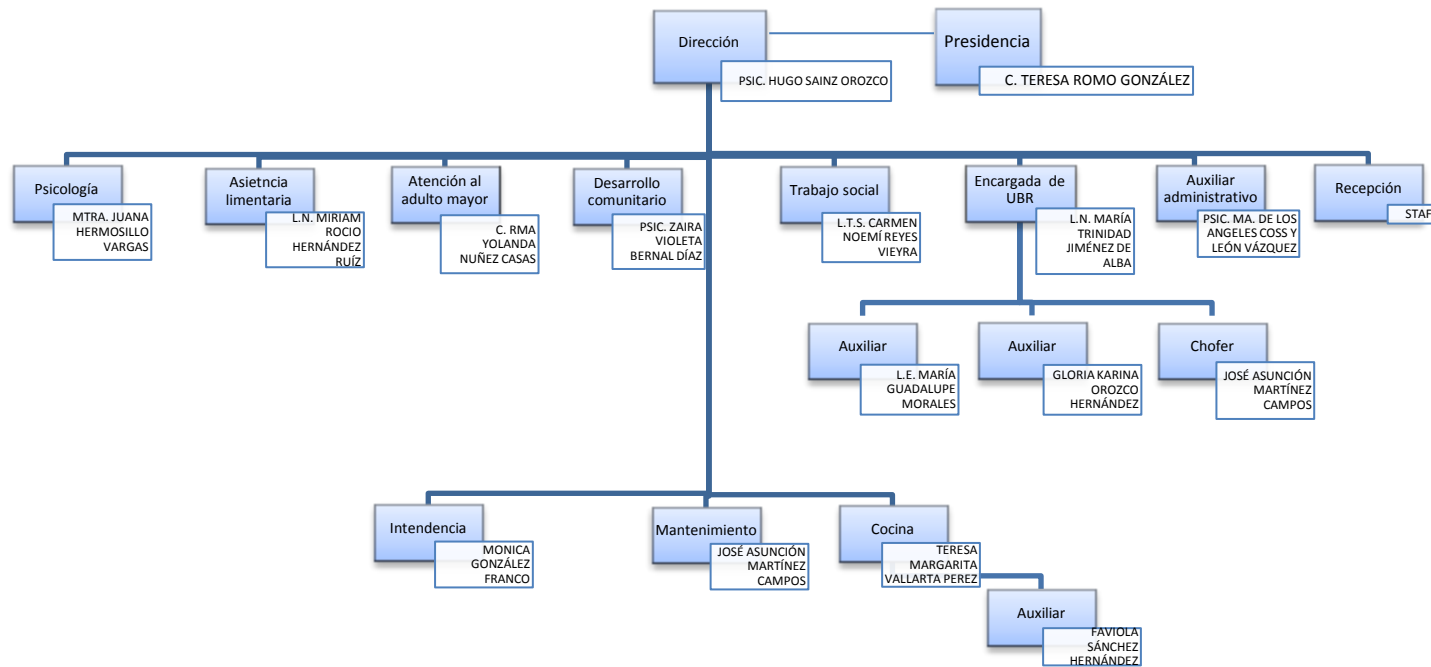 Dirección
PSIC. HUGO SAINZ OROZCO
Presidencia
C. TERESA ROMO GONZÁLEZ
Psicología
MTRA. JUANA
HERMOSILLO
VARGAS
Asietncia
limentaria
L.N. MIRIAM
ROCIO
HERNÁNDEZ
RUÍZ
Atención al
adulto mayor
C. RMA
YOLANDA
NUÑEZ CASAS
Desarrollo
comunitario
PSIC. ZAIRA
VIOLETA
BERNAL DÍAZ
Trabajo social
L.T.S. CARMEN
NOEMÍ REYES
VIEYRA
Encargada de
UBR
L.N. MARÍA
TRINIDAD
JIMÉNEZ DE
ALBA
Auxiliar
administrativo
PSIC. MA. DE LOS
ANGELES COSS Y
LEÓN VÁZQUEZ
Recepción
STAF
Auxiliar
L.E. MARÍA
GUADALUPE
MORALES
Auxiliar
GLORIA KARINA
OROZCO
HERNÁNDEZ
Chofer
JOSÉ ASUNCIÓN
MARTÍNEZ
CAMPOS
Intendencia
MONICA
GONZÁLEZ
FRANCO
Mantenimiento
JOSÉ ASUNCIÓN
MARTÍNEZ
CAMPOS
Cocina
TERESA
MARGARITA
VALLARTA PEREZ
Auxiliar
FAVIOLA
SÁNCHEZ
HERNÁNDEZ